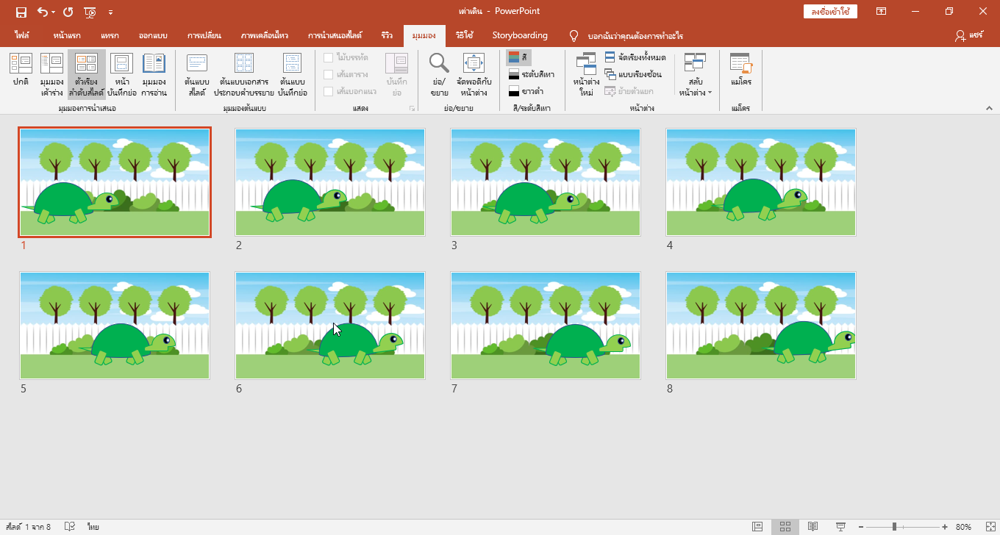 เต่าเดิน - PowerPoint
ลงชื่อเข้าใช้
ไฟล์ หน้าแรก แทรก ออกแบบ การเปลี่ยน ภาพเคลื่อนไหว การนำเสนอสไลด์ รีวิว มุมมอง วิธีใช้ Storyboarding บอกฉันว่าคุณต้องการทำอะไร แชร์
ปกติ
มุมมอง
เค้าร่าง
ตัวเรียง
ลำดับสไลด์
หน้า
บันทึกย่อ
มุมมอง
การอ่าน
มุมมองการนำเสนอ
ต้นแบบ
สไลด์
ต้นแบบเอกสาร
ประกอบคำบรรยาย
ต้นแบบ
บันทึกย่อ
มุมมองต้นแบบ
ไม้บรรทัด
เส้นตาราง
เส้นบอกแนว
บันทึก
ย่อ
แสดง
ย่อ/
ขยาย
จัดพอดีกับ
หน้าต่าง
ย่อ/ขยาย
สี
ระดับสีเทา
ขาวดำ
สี/ระดับสีเทา
หน้าต่าง
ใหม่
จัดเรียงทั้งหมด
แบบเรียงซ้อน
ย้ายตัวแยก
สลับ
หน้าต่าง
หน้าต่าง
แมโคร
แมโคร
1 2 3 4
5 6 7 8
สไลด์ 1 จาก 8 ไทย 80%